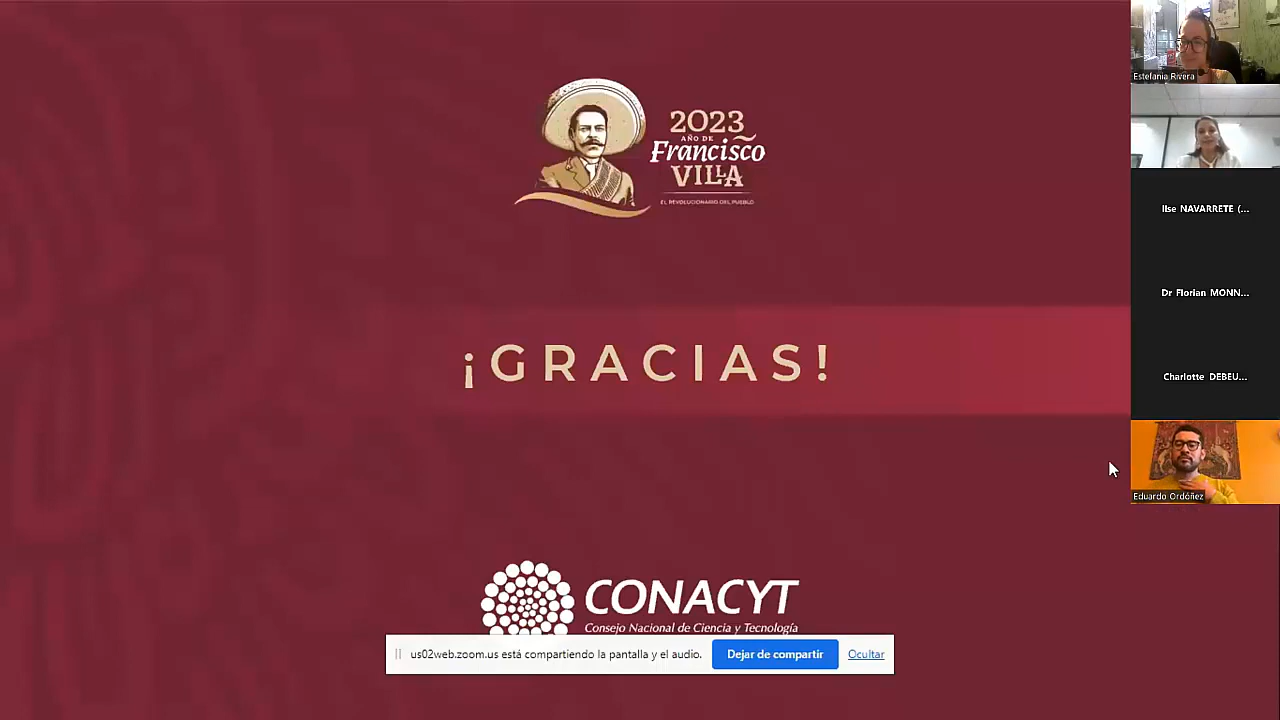 2023
AÑO DE
Francisco
VILLA
EL REVOLUCIONARIO DEL PUEBLO
¡GRACIAS!
CONACYT
Consejo Nacional de Ciencia y Tecnología
us02web.zoom.us está compartiendo la pantalla y el audio.
Dejar de compartir
Ocultar
Estefania Rivera
Ilse NAVARRETE (...
Dr Florian MONN...
Charlotte DEBEU...
Eduardo Ordóñez